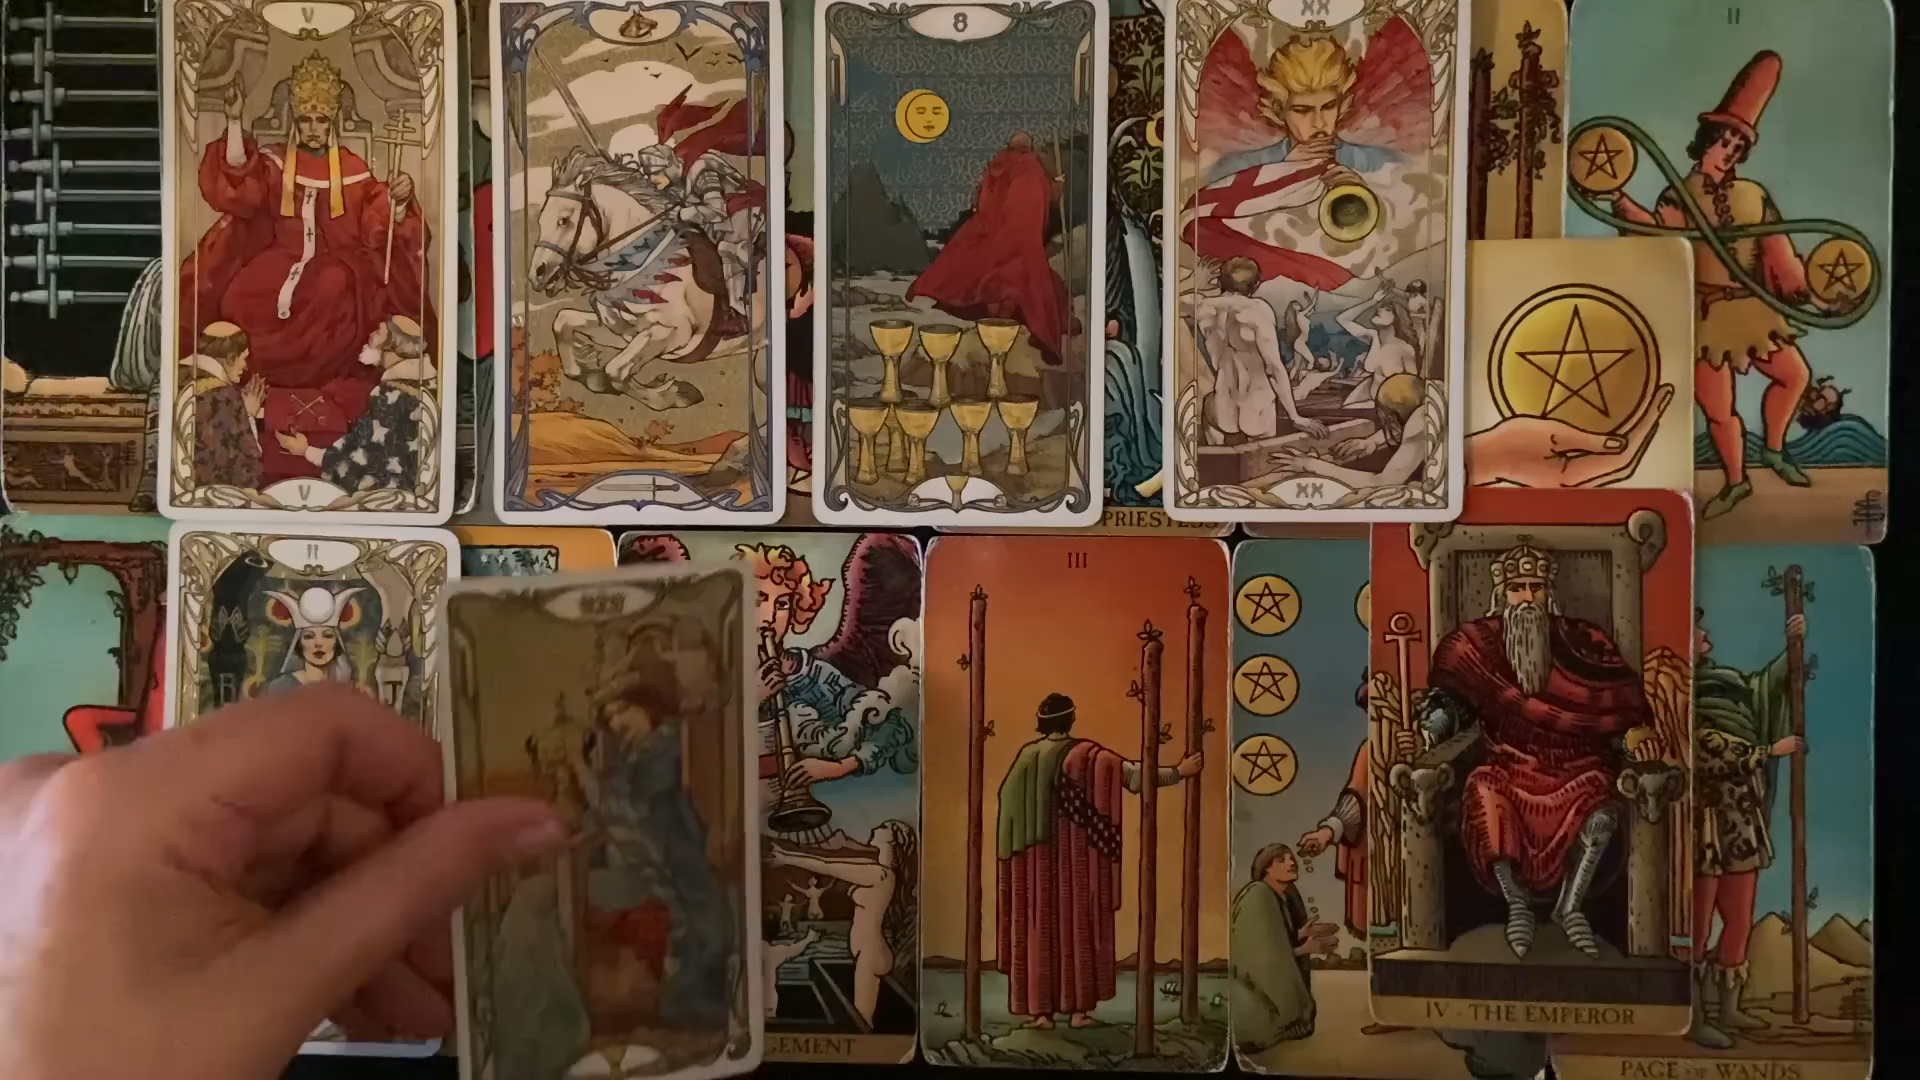 V
8
XX
II
V
XX
PRIESTESS
II
III
B
J
GEMENT
IV - THE EMPEROR
PAGE OF WANDS